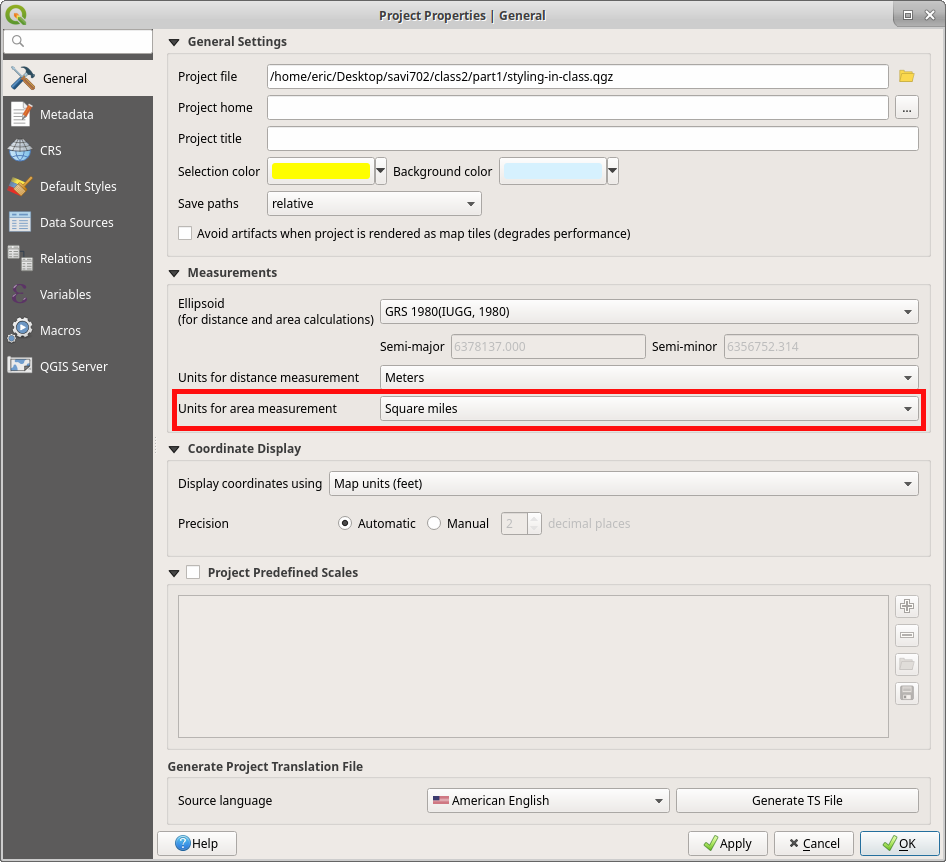 Project Properties | General
General
Metadata
CRS
Default Styles
Data Sources
Relations
Variables
Macros
QGIS Server
General Settings
Project file /home/eric/Desktop/savi702/class2/part1/styling-in-class.qgz
Project home ...
Project title
Selection color Background color
Save paths relative
Avoid artifacts when project is rendered as map tiles (degrades performance)
Measurements
Ellipsoid
(for distance and area calculations) GRS 1980(IUGG, 1980)
Semi-major 6378137.000 Semi-minor 6356752.314
Units for distance measurement Meters
Units for area measurement Square miles
Coordinate Display
Display coordinates using Map units (feet)
Precision Automatic Manual 2 decimal places
Project Predefined Scales
Generate Project Translation File
Source language American English Generate TS File
Help Apply Cancel OK